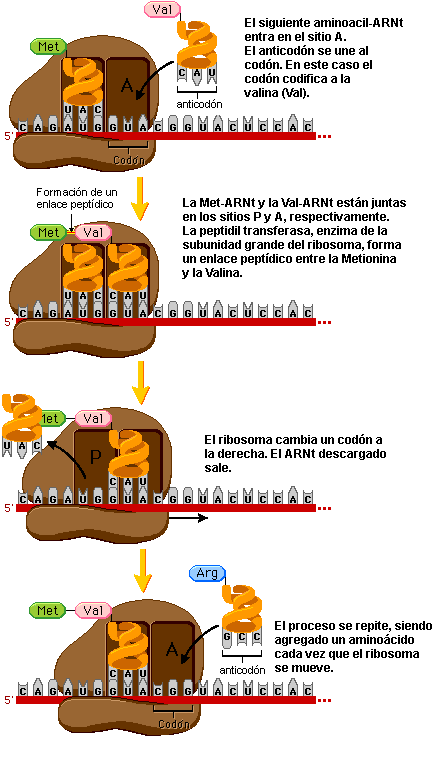 Val
El siguiente aminoacil-ARNt
entra en el sitio A.
El anticodón se une al
codón. En este caso el
codón codifica a la
valina (Val).
Met
A
C A U
anticodón
U A C
5' C A G A U G G U A C G G U A C U C C A C ...
Codón
Formación de un
enlace peptídico
Met Val
La Met-ARNt y la Val-ARNt están juntas
en los sitios P y A, respectivamente.
La peptidil transferasa, enzima de la
subunidad grande del ribosoma, forma
un enlace peptídico entre la Metionina
y la Valina.
U A C C A U
5' C A G A U G G U A C G G U A C U C C A C ...
Met Val
U A C
P
C A U
El ribosoma cambia un codón a
la derecha. El ARNt descargado
sale.
5' C A G A U G G U A C G G U A C U C C A C ...
Arg
Met Val
A
G C C
anticodón
El proceso se repite, siendo
agregado un aminoácido
cada vez que el ribosoma
se mueve.
C A U
5' C A G A U G G U A C G G U A C U C C A C ...
Codón